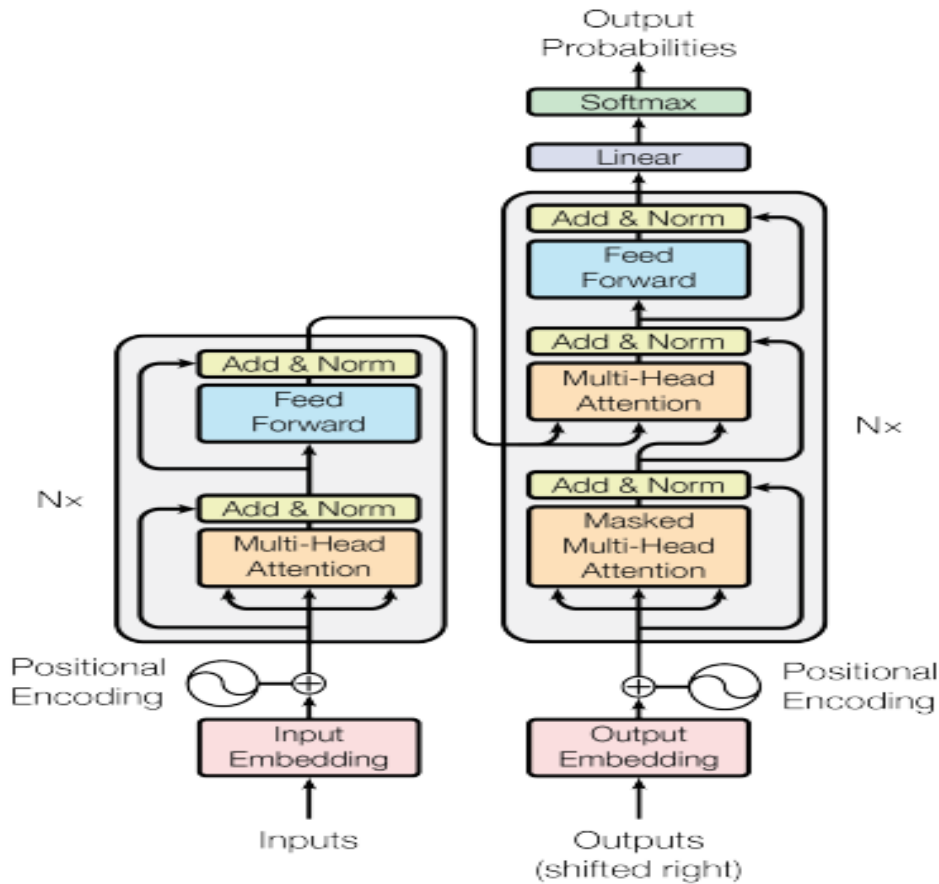 Output
Probabilities
Softmax
Linear
Add & Norm
Feed
Forward
Add & Norm
Multi-Head
Attention
Add & Norm
Masked
Multi-Head
Attention
Nx
Add & Norm
Feed
Forward
Add & Norm
Multi-Head
Attention
Nx
Positional
Encoding
Input
Embedding
Inputs
Positional
Encoding
Output
Embedding
Outputs
(shifted right)